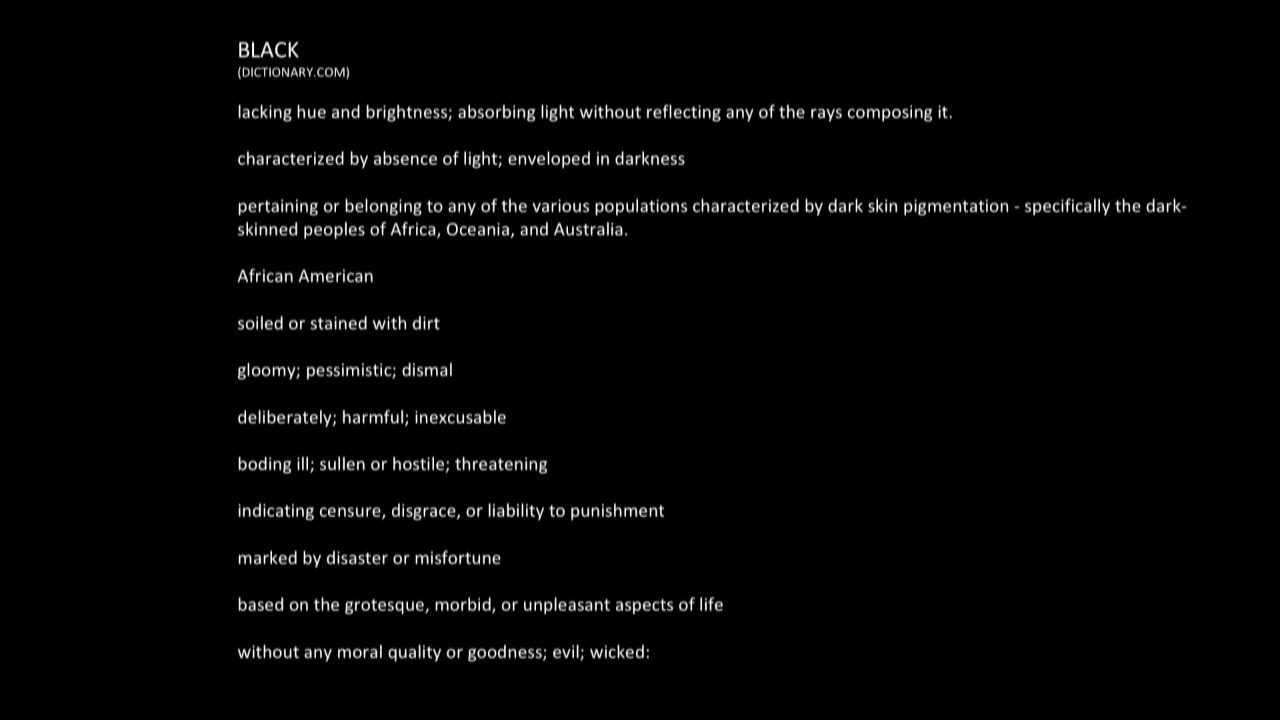 BLACK
(DICTIONARY.COM)
lacking hue and brightness; absorbing light without reflecting any of the rays composing it.
characterized by absence of light; enveloped in darkness
pertaining or belonging to any of the various populations characterized by dark skin pigmentation - specifically the dark-
skinned peoples of Africa, Oceania, and Australia.
African American
soiled or stained with dirt
gloomy; pessimistic; dismal
deliberately; harmful; inexcusable
boding ill; sullen or hostile; threatening
indicating censure, disgrace, or liability to punishment
marked by disaster or misfortune
based on the grotesque, morbid, or unpleasant aspects of life
without any moral quality or goodness; evil; wicked: